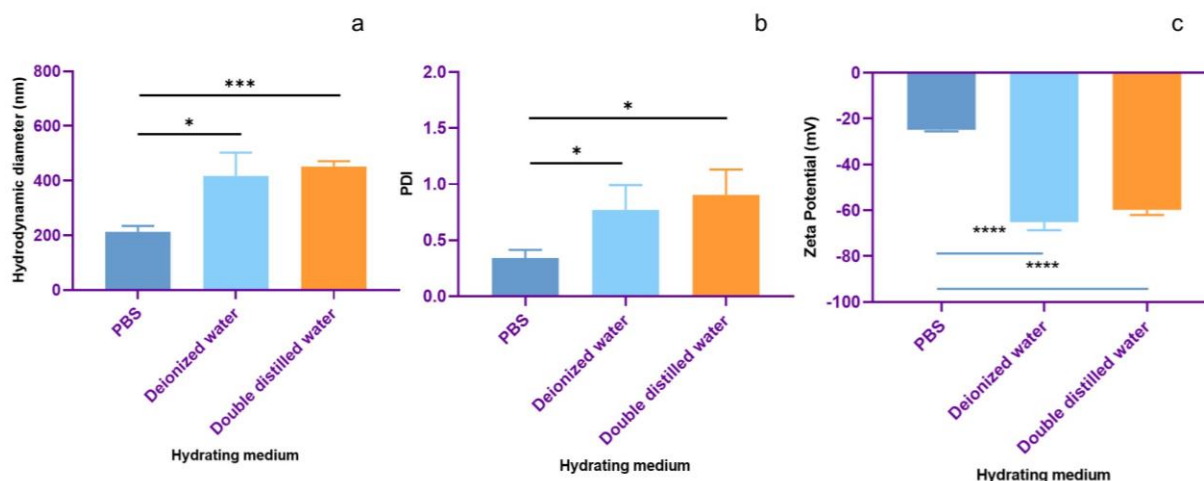 a
Hydrodynamic diameter (nm)
800
600
400
200
0
***
*
PBS
Deionized water
Double distilled water
Hydrating medium
b
PDI
2.0
1.5
1.0
0.5
0.0
*
*
PBS
Deionized water
Double distilled water
Hydrating medium
c
Zeta Potential (mV)
0
-20
-40
-60
-80
-100
****
****
PBS
Deionized water
Double distilled water
Hydrating medium